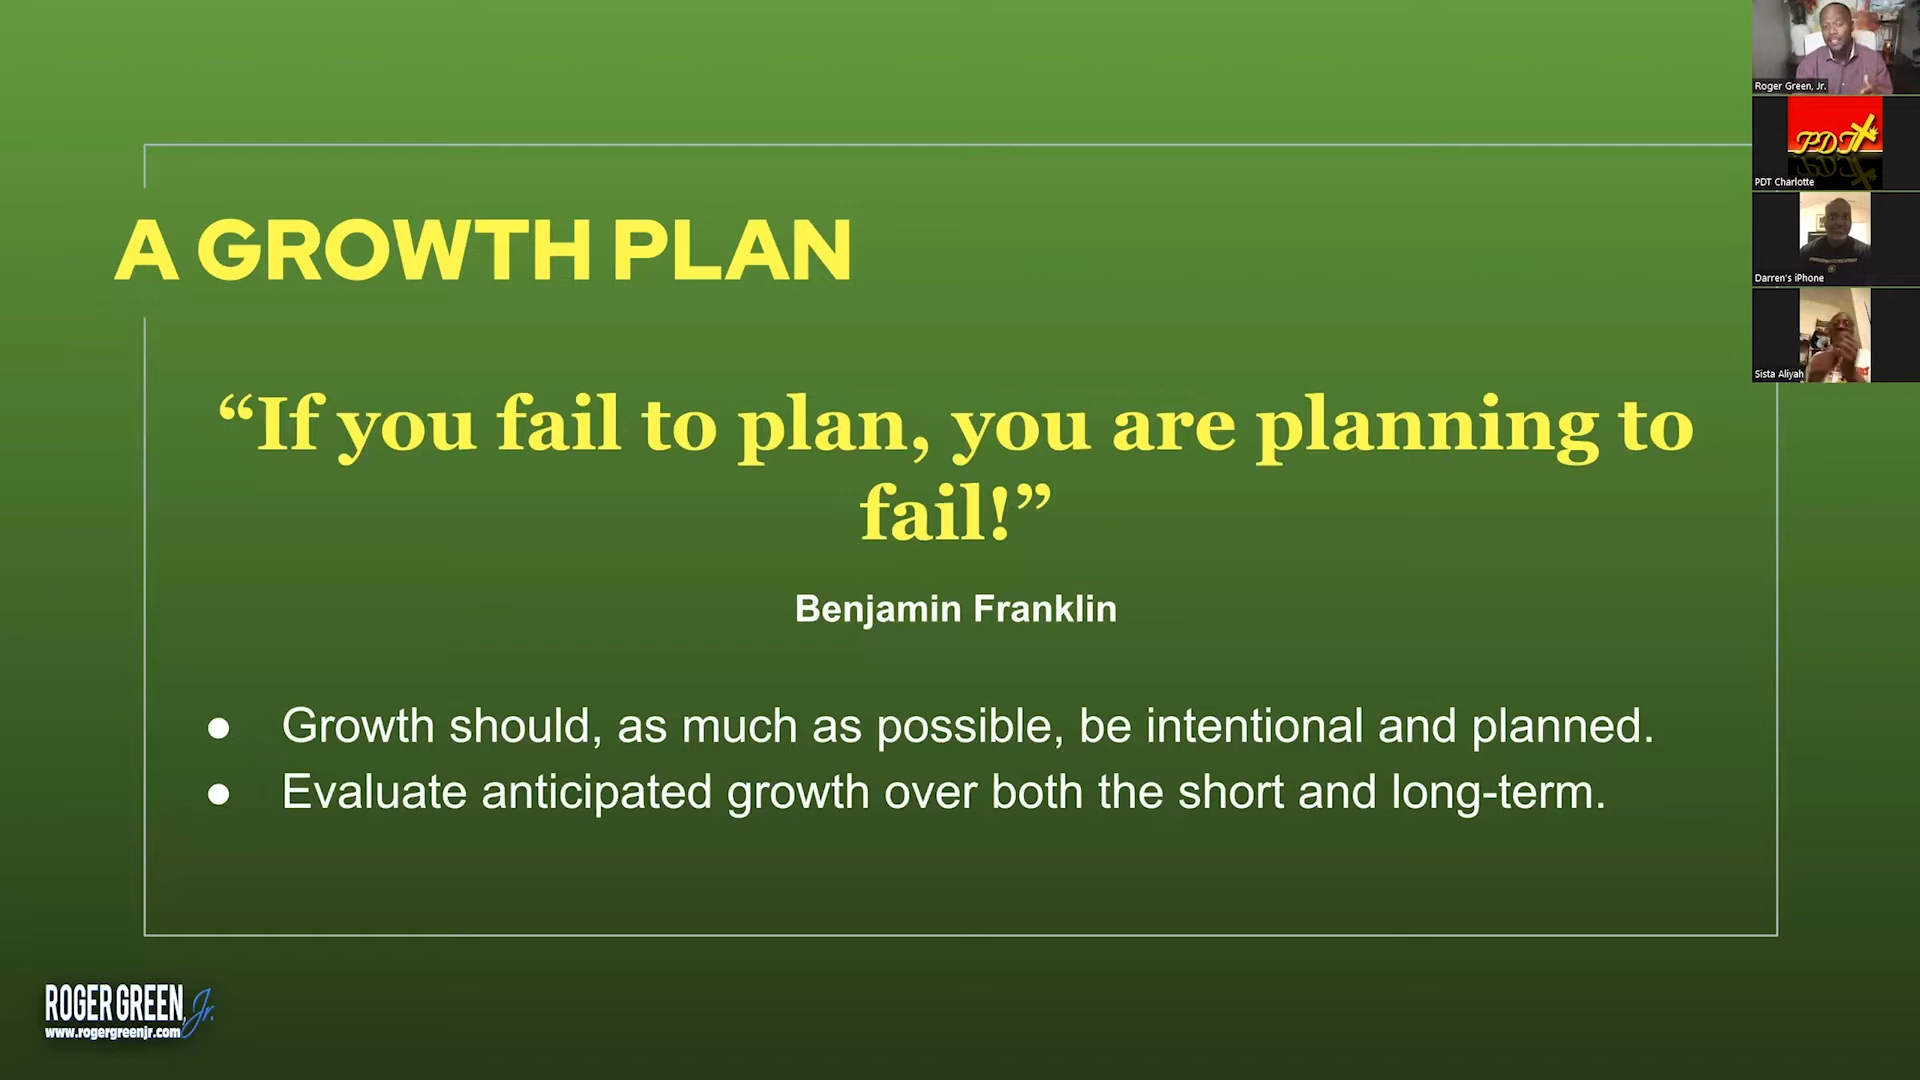 Roger Green, Jr.
PDT
PDT Charlotte
Darren's iPhone
Sista Aliyah
A GROWTH PLAN
“If you fail to plan, you are planning to
fail!”
Benjamin Franklin
● Growth should, as much as possible, be intentional and planned.
● Evaluate anticipated growth over both the short and long-term.
ROGER GREEN, Jr.
www.rogergreenjr.com